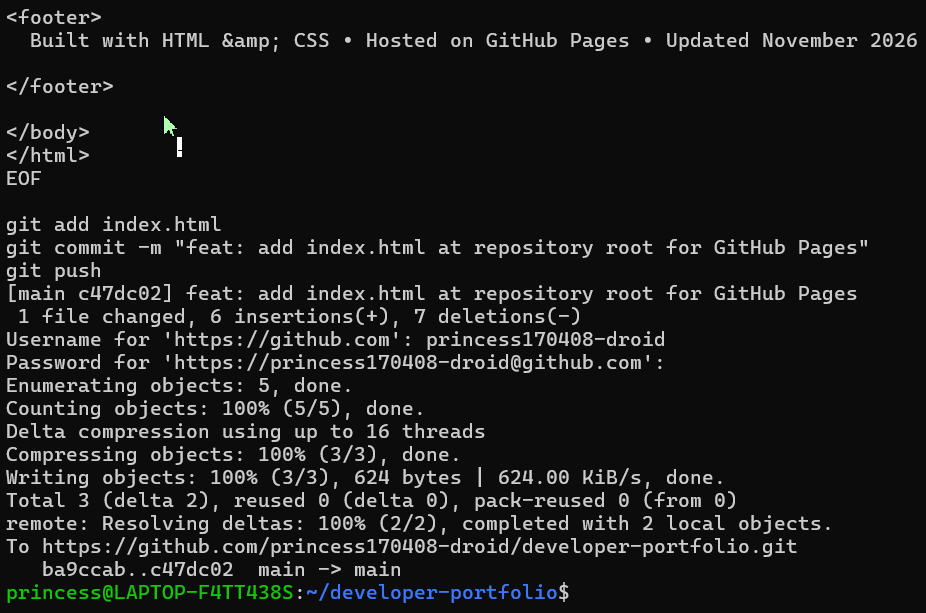 <footer>
  Built with HTML &amp; CSS • Hosted on GitHub Pages • Updated November 2026
</footer>
</body>
</html>
EOF
git add index.html
git commit -m "feat: add index.html at repository root for GitHub Pages"
git push
[main c47dc02] feat: add index.html at repository root for GitHub Pages
 1 file changed, 6 insertions(+), 7 deletions(-)
Username for 'https://github.com': princess170408-droid
Password for 'https://princess170408-droid@github.com':
Enumerating objects: 5, done.
Counting objects: 100% (5/5), done.
Delta compression using up to 16 threads
Compressing objects: 100% (3/3), done.
Writing objects: 100% (3/3), 624 bytes | 624.00 KiB/s, done.
Total 3 (delta 2), reused 0 (delta 0), pack-reused 0 (from 0)
remote: Resolving deltas: 100% (2/2), completed with 2 local objects.
To https://github.com/princess170408-droid/developer-portfolio.git
   ba9ccab..c47dc02  main -> main
princess@LAPTOP-F4TT438S:~/developer-portfolio$